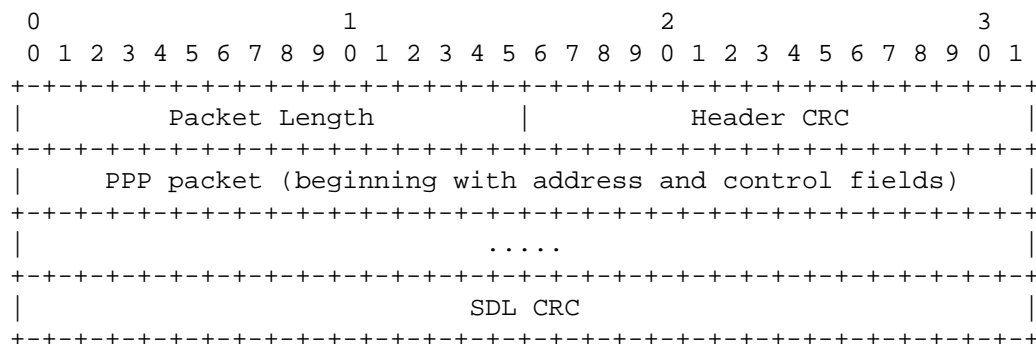 0                   1                   2                   3
 0 1 2 3 4 5 6 7 8 9 0 1 2 3 4 5 6 7 8 9 0 1 2 3 4 5 6 7 8 9 0 1
+-+-+-+-+-+-+-+-+-+-+-+-+-+-+-+-+-+-+-+-+-+-+-+-+-+-+-+-+-+-+-+-+
|         Packet Length         |          Header CRC           |
+-+-+-+-+-+-+-+-+-+-+-+-+-+-+-+-+-+-+-+-+-+-+-+-+-+-+-+-+-+-+-+-+
|     PPP packet (beginning with address and control fields)    |
+-+-+-+-+-+-+-+-+-+-+-+-+-+-+-+-+-+-+-+-+-+-+-+-+-+-+-+-+-+-+-+-+
|                             .....                             |
+-+-+-+-+-+-+-+-+-+-+-+-+-+-+-+-+-+-+-+-+-+-+-+-+-+-+-+-+-+-+-+-+
|                            SDL CRC                            |
+-+-+-+-+-+-+-+-+-+-+-+-+-+-+-+-+-+-+-+-+-+-+-+-+-+-+-+-+-+-+-+-+